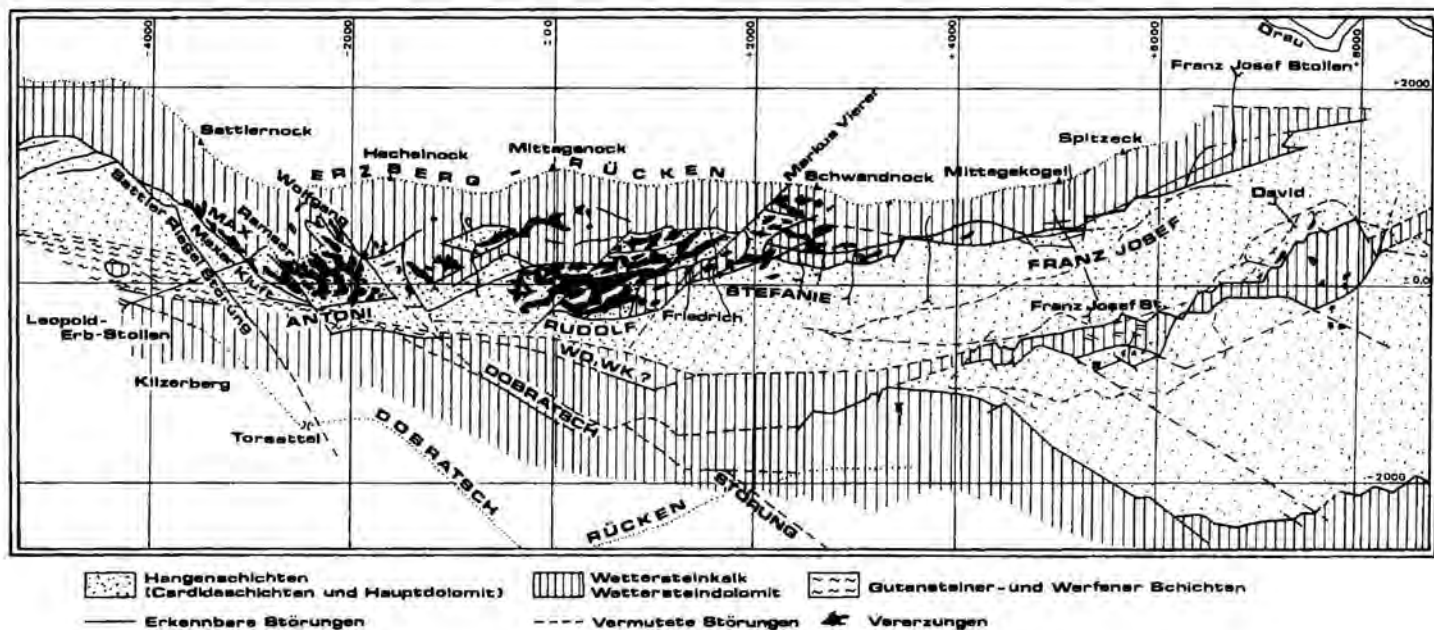 -4000
-2000
±00
+2000
+4000
+6000
8000
Drau
Franz Josef Stollen
+2000
Sattlernock
Spitzeck
Hachelnock
Mittagsnock
Markus Vierer
ERZBERG - RÜCKEN
Schwandnock
Mittagskogel
Wolfgang
David
MAX
Ramser
Sattler Riegel Störung
Maxer Kluft
FRANZ JOSEF
±0.0
STEFANIE
ANTONI
Franz Josef St.
Friedrich
RUDOLF
Leopold-
Erb-Stollen
WO.WK ?
DOBRATSCH
STÖRUNG
Kilzerberg
Torsattel
DOBRATSCH
RÜCKEN
-2000
Hangenschichten
(Cardidaschichten und Hauptdolomit)
Wettersteinkalk
Wettersteindolomit
Gutensteiner-und Werfener Schichten
Erkennbare Störungen
Vermutete Störungen
Vererzungen